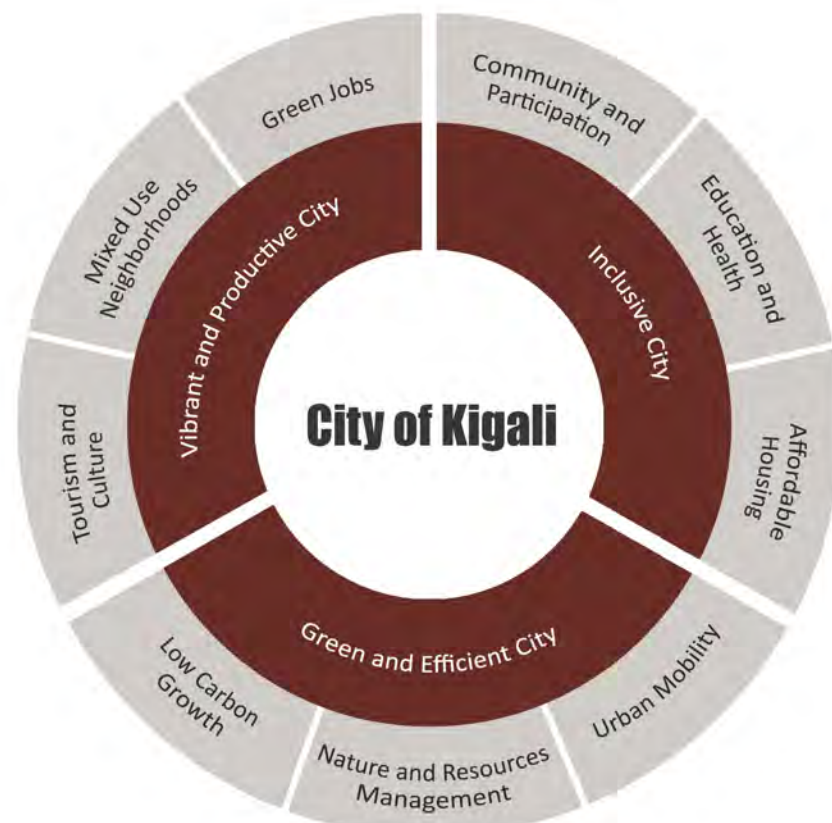 City of Kigali
Inclusive City
Community and
Participation
Education and
Health
Affordable
Housing
Green and Efficient City
Urban Mobility
Nature and Resources
Management
Low Carbon
Growth
Vibrant and Productive City
Tourism and
Culture
Mixed Use
Neighborhoods
Green Jobs